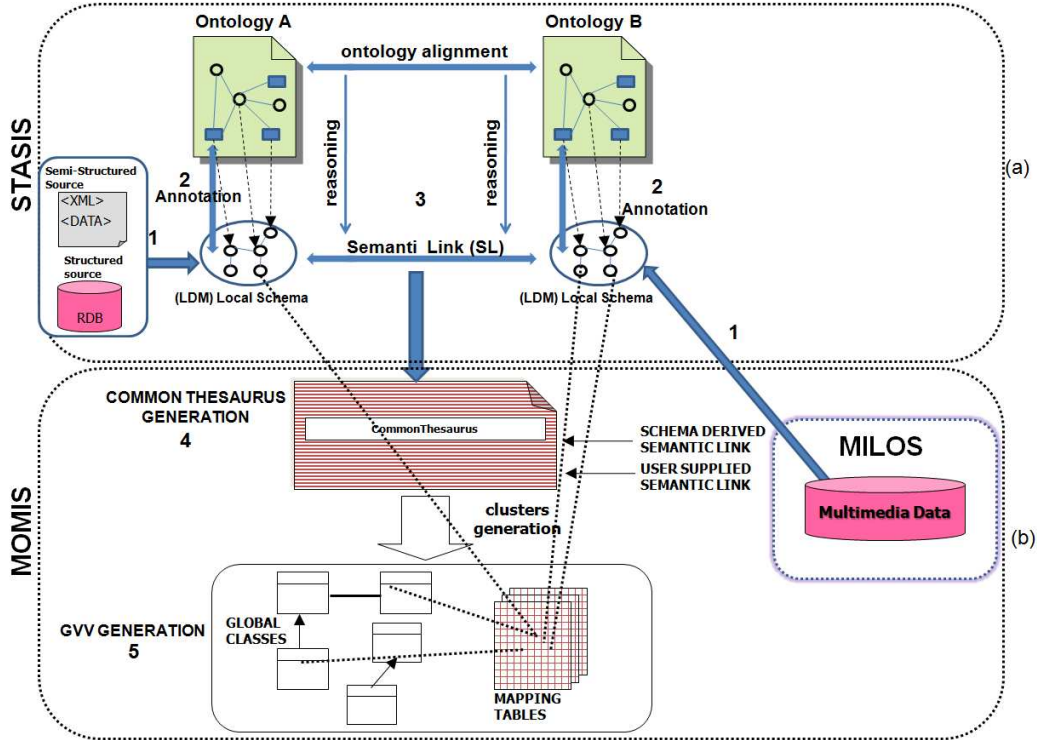 Ontology A
Ontology B
ontology alignment
STASIS
Semi-Structured
Source
<XML>
<DATA>
Structured
source
RDB
1
2
Annotation
reasoning
3
reasoning
2
Annotation
(a)
Semanti Link (SL)
(LDM) Local Schema
(LDM) Local Schema
1
MOMIS
COMMON THESAURUS
GENERATION
4
CommonThesaurus
SCHEMA DERIVED
SEMANTIC LINK
USER SUPPLIED
SEMANTIC LINK
MILOS
Multimedia Data
(b)
clusters
generation
GVV GENERATION
5
GLOBAL
CLASSES
MAPPING
TABLES